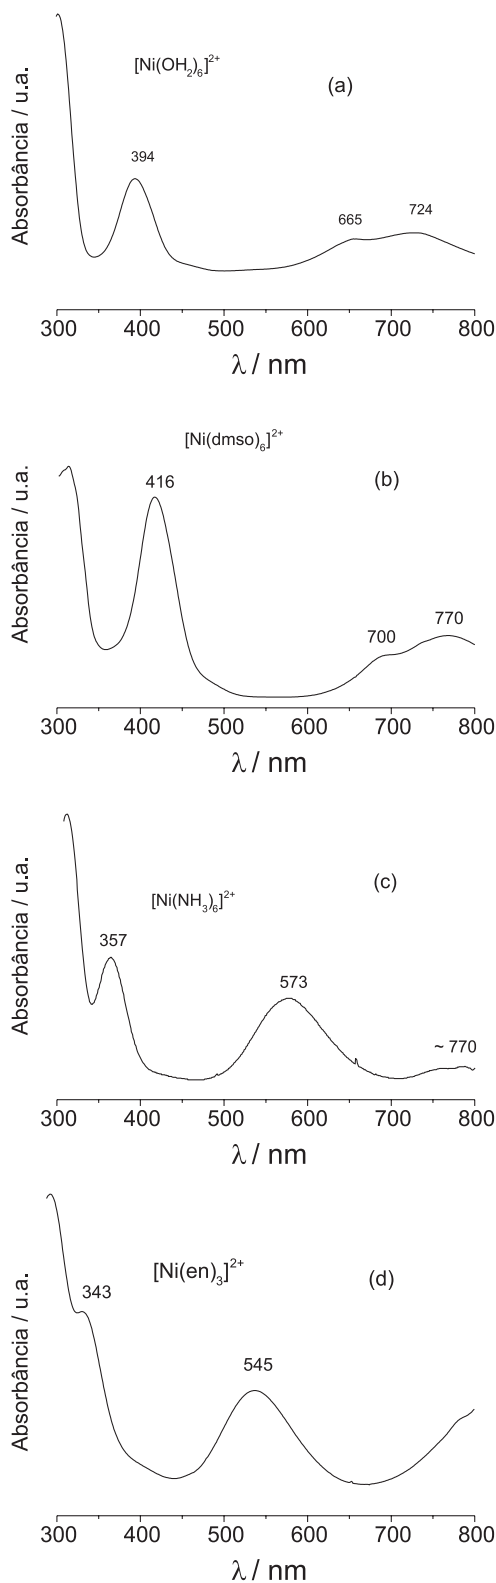 [Ni(OH₂)₆]²⁺
(a)
394
665
724
Absorbância / u.a.
300 400 500 600 700 800
λ / nm
[Ni(dmso)₆]²⁺
(b)
416
700
770
Absorbância / u.a.
300 400 500 600 700 800
λ / nm
(c)
[Ni(NH₃)₆]²⁺
357
573
~ 770
Absorbância / u.a.
300 400 500 600 700 800
λ / nm
[Ni(en)₃]²⁺
(d)
343
545
Absorbância / u.a.
300 400 500 600 700 800
λ / nm